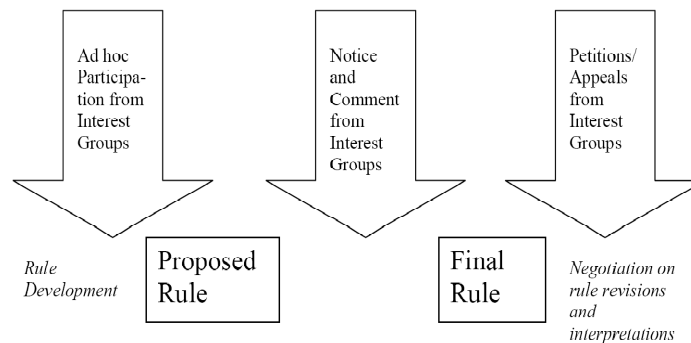 Ad hoc
Participa-
tion from
Interest
Groups
Notice
and
Comment
from
Interest
Groups
Petitions/
Appeals
from
Interest
Groups
Rule
Development
Proposed
Rule
Final
Rule
Negotiation on
rule revisions
and
interpretations